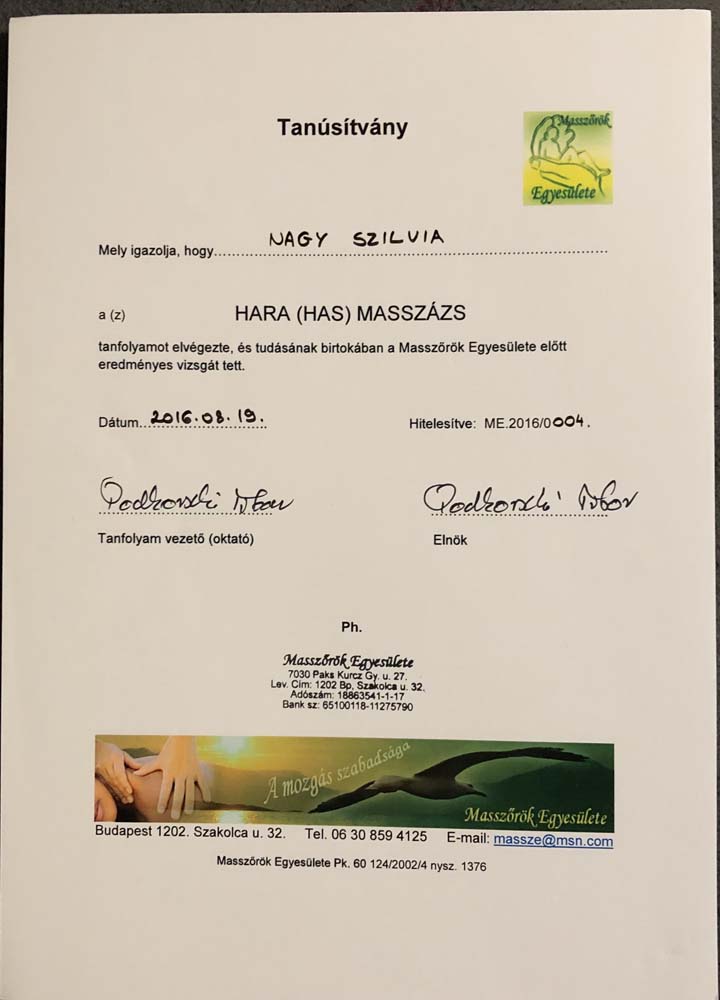 Tanúsítvány
Masszőrök
Egyesülete
Mely igazolja, hogy NAGY SZILVIA
a (z) HARA (HAS) MASSZÁZS
tanfolyamot elvégezte, és tudásának birtokában a Masszőrök Egyesülete előtt
eredményes vizsgát tett.
Dátum 2016.08.19. Hitelesítve: ME.2016/0004.
Podhorszki Tibor Podhorszki Tibor
Tanfolyam vezető (oktató) Elnök
Ph.
Masszőrök Egyesülete
7030 Paks Kurcz Gy. u. 27.
Lev. Cím: 1202 Bp, Szakolca u. 32.
Adószám: 18863541-1-17
Bank sz: 65100118-11275790
A mozgás szabadsága
Masszőrök Egyesülete
Budapest 1202. Szakolca u. 32. Tel. 06 30 859 4125 E-mail: massze@msn.com
Masszőrök Egyesülete Pk. 60 124/2002/4 nysz. 1376